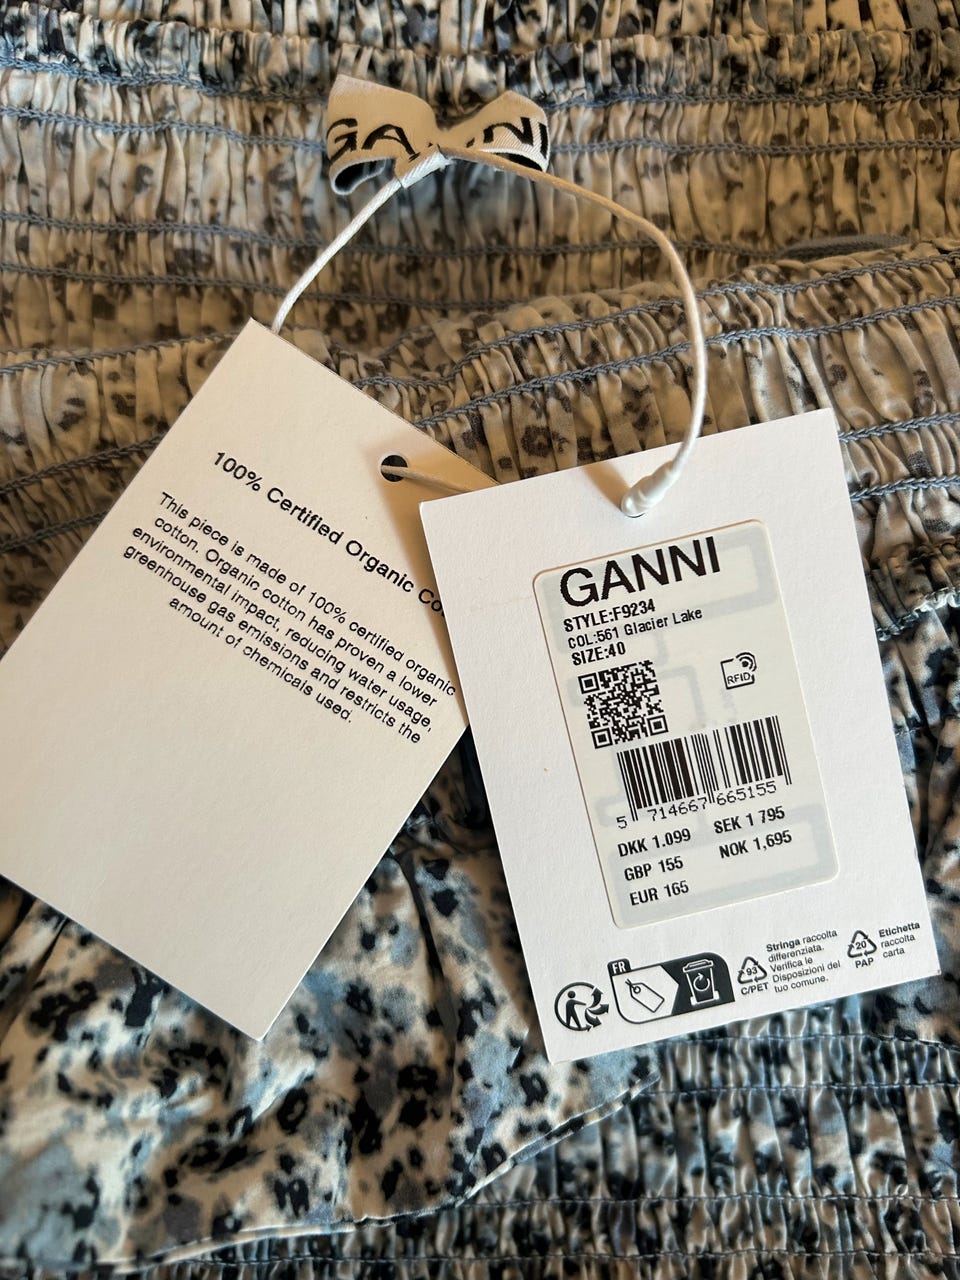 GANNI
100% Certified Organic Co
This piece is made of 100% certified organic
cotton. Organic cotton has proven a lower
environmental impact, reducing water usage,
greenhouse gas emissions and restricts the
amount of chemicals used.
GANNI
STYLE:F9234
COL:561 Glacier Lake
SIZE:40
RFID
5 714667 665155
DKK 1.099 SEK 1 795
GBP 155 NOK 1,695
EUR 165
FR
93
C/PET
Stringa raccolta
differenziata.
Verifica le
Disposizioni del
tuo comune.
20
PAP
Etichetta
raccolta
carta